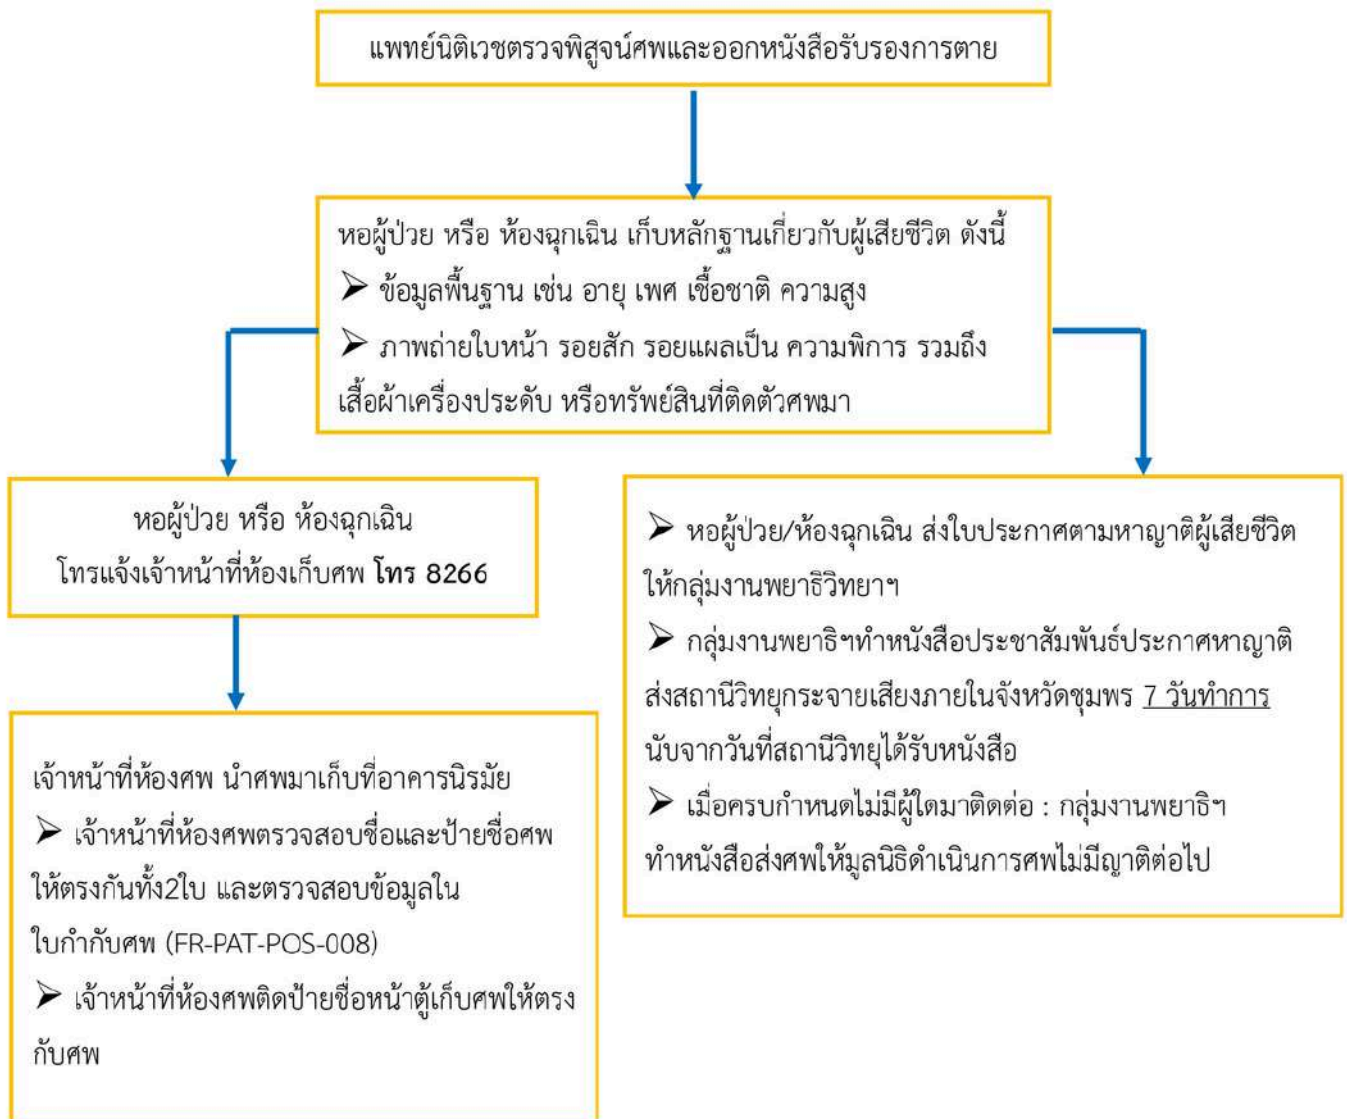 แพทย์นิติเวชตรวจพิสูจน์ศพและออกหนังสือรับรองการตาย
หอผู้ป่วย หรือ ห้องฉุกเฉิน เก็บหลักฐานเกี่ยวกับผู้เสียชีวิต ดังนี้
➢ ข้อมูลพื้นฐาน เช่น อายุ เพศ เชื้อชาติ ความสูง
➢ ภาพถ่ายใบหน้า รอยสัก รอยแผลเป็น ความพิการ รวมถึง
เสื้อผ้าเครื่องประดับ หรือทรัพย์สินที่ติดตัวศพมา
หอผู้ป่วย หรือ ห้องฉุกเฉิน
โทรแจ้งเจ้าหน้าที่ห้องเก็บศพ โทร 8266
เจ้าหน้าที่ห้องศพ นำศพมาเก็บที่อาคารนิรมัย
➢ เจ้าหน้าที่ห้องศพตรวจสอบชื่อและป้ายชื่อศพ
ให้ตรงกันทั้ง2ใบ และตรวจสอบข้อมูลใน
ใบกำกับศพ (FR-PAT-POS-008)
➢ เจ้าหน้าที่ห้องศพติดป้ายชื่อหน้าตู้เก็บศพให้ตรง
กับศพ
➢ หอผู้ป่วย/ห้องฉุกเฉิน ส่งใบประกาศตามหาญาติผู้เสียชีวิต
ให้กลุ่มงานพยาธิวิทยาฯ
➢ กลุ่มงานพยาธิฯทำหนังสือประชาสัมพันธ์ประกาศหาญาติ
ส่งสถานีวิทยุกระจายเสียงภายในจังหวัดชุมพร 7 วันทำการ
นับจากวันที่สถานีวิทยุได้รับหนังสือ
➢ เมื่อครบกำหนดไม่มีผู้ใดมาติดต่อ : กลุ่มงานพยาธิฯ
ทำหนังสือส่งศพให้มูลนิธิดำเนินการศพไม่มีญาติต่อไป